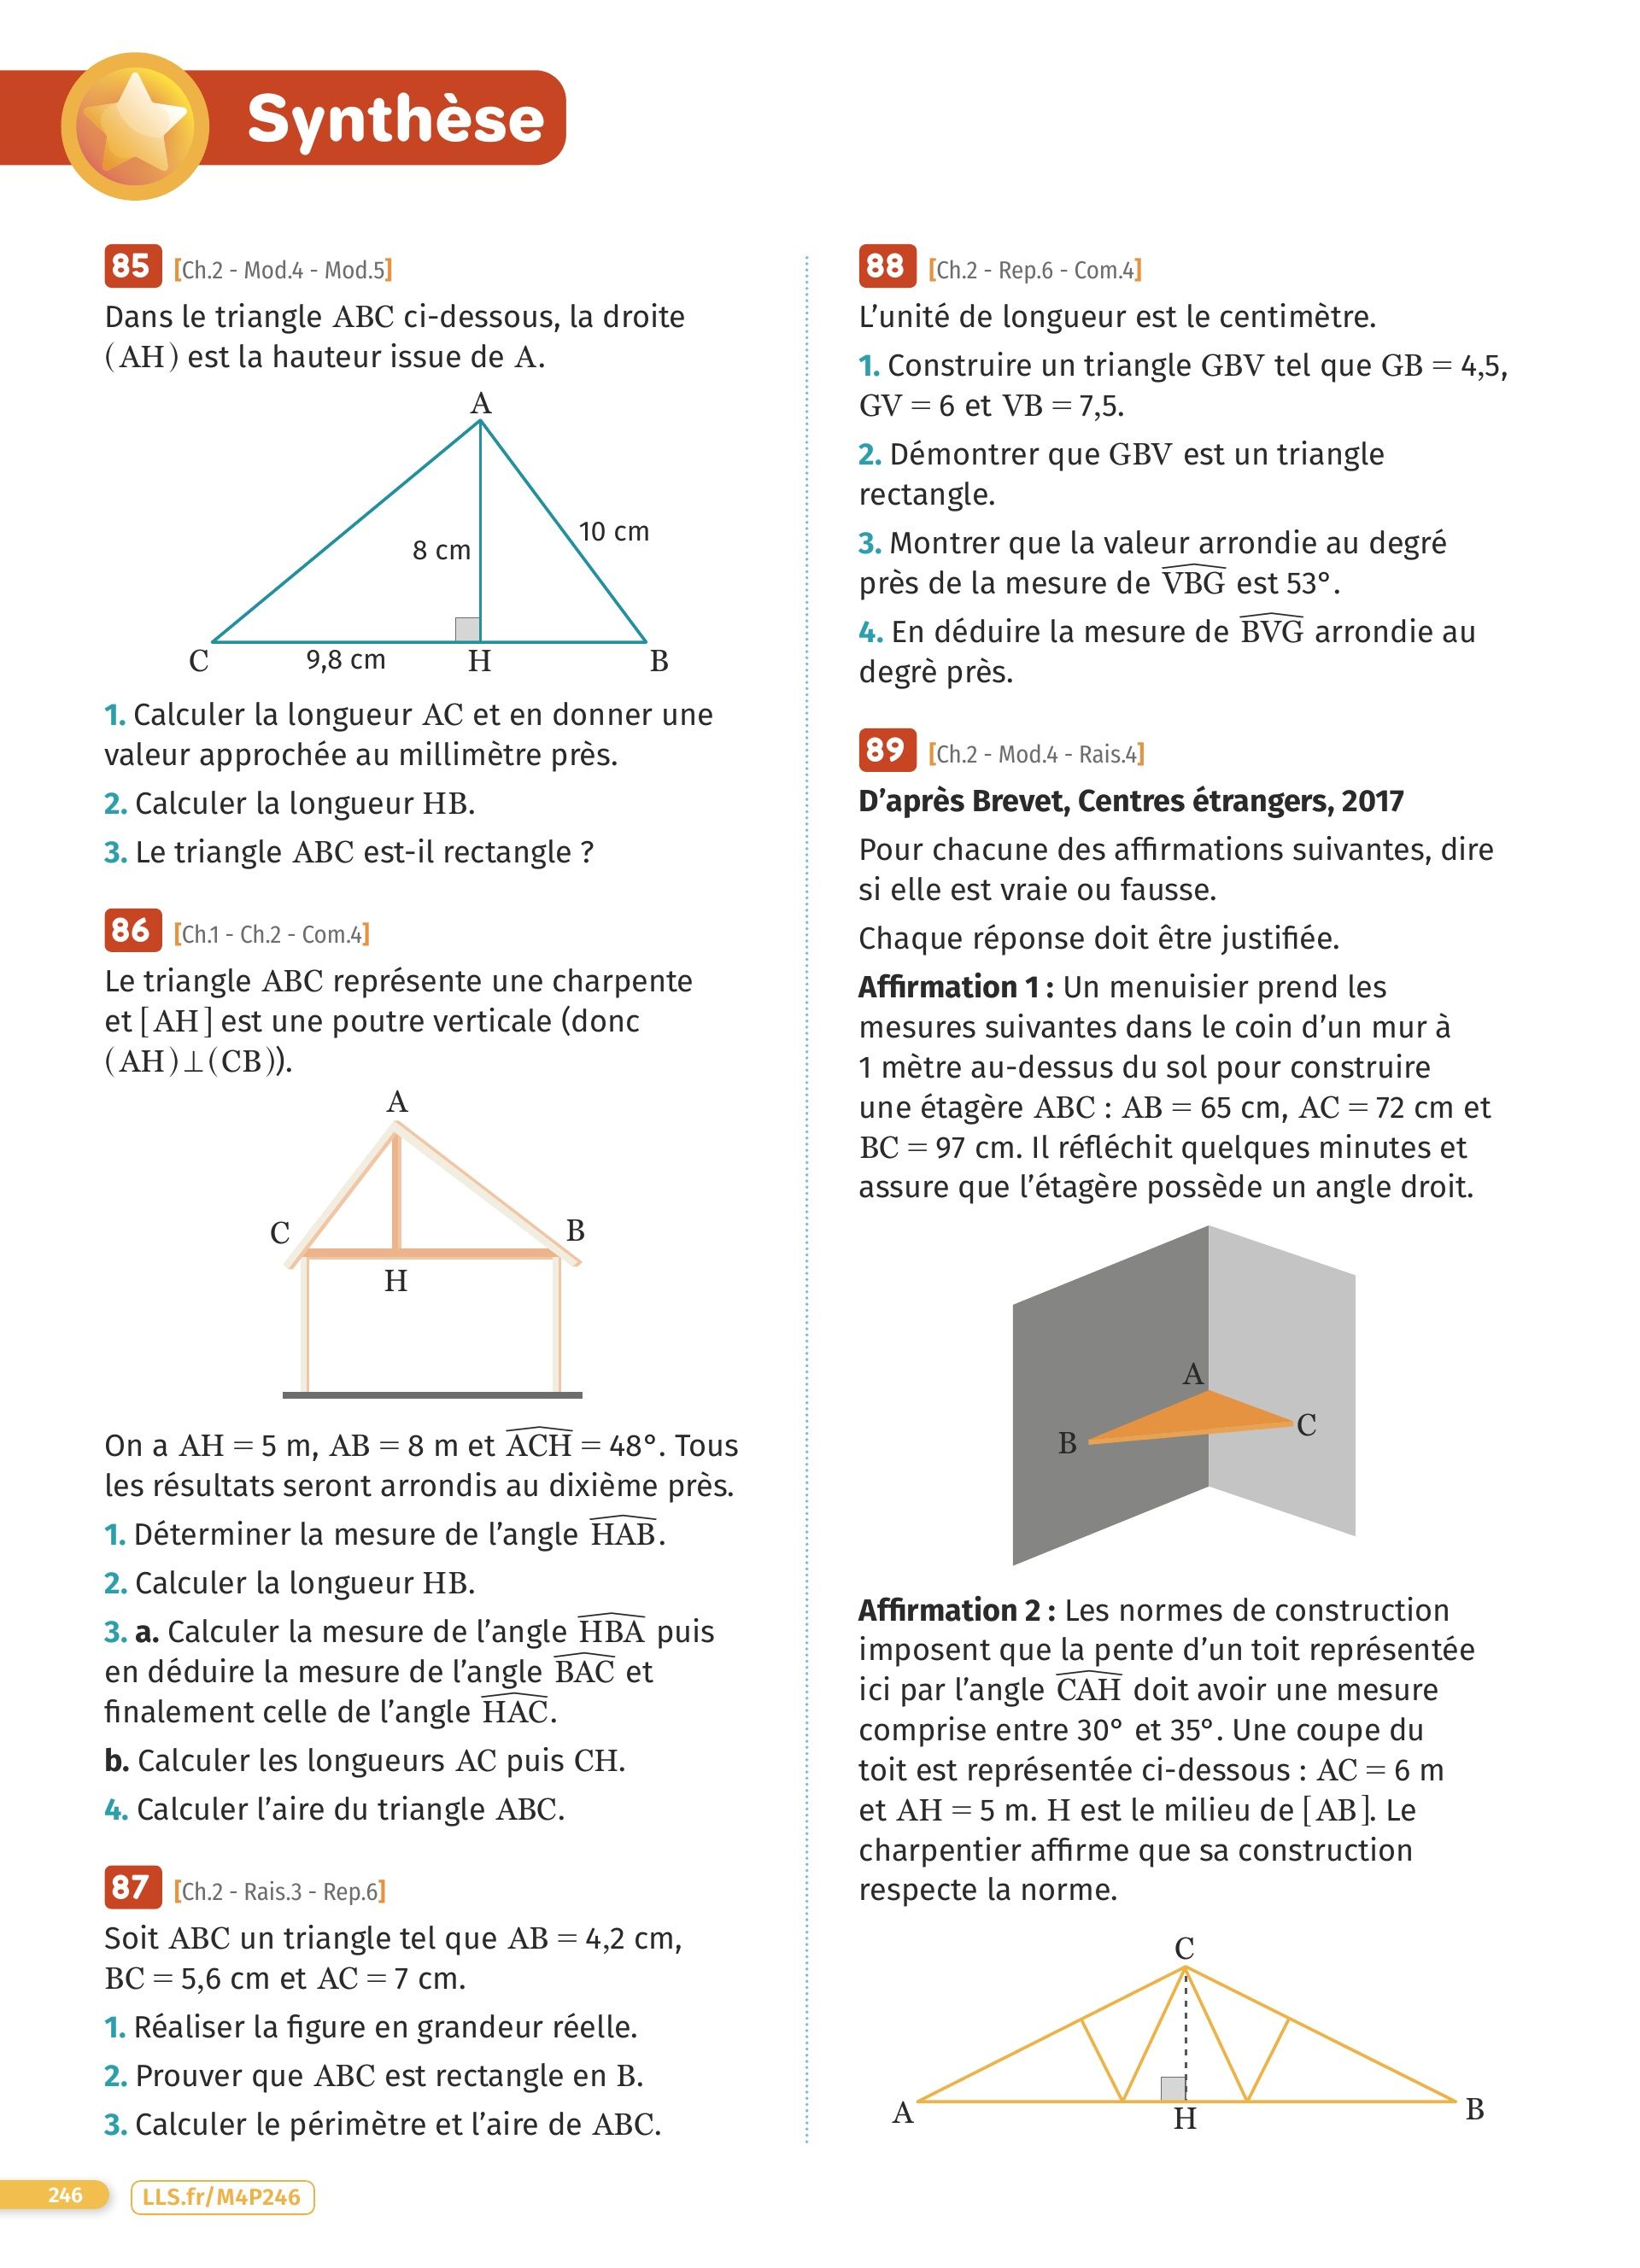 Synthèse
85 [Ch.2 - Mod.4 - Mod.5]
Dans le triangle ABC ci-dessous, la droite
(AH) est la hauteur issue de A.
A
10 cm
8 cm
C
9,8 cm
H
B
1. Calculer la longueur AC et en donner une
valeur approchée au millimètre près.
2. Calculer la longueur HB.
3. Le triangle ABC est-il rectangle ?
86 [Ch.1 - Ch.2 - Com.4]
Le triangle ABC représente une charpente
et [AH] est une poutre verticale (donc
(AH)⊥(CB)).
A
C
B
H
On a AH = 5 m, AB = 8 m et \widehat{ACH} = 48°. Tous
les résultats seront arrondis au dixième près.
1. Déterminer la mesure de l’angle \widehat{HAB}.
2. Calculer la longueur HB.
3. a. Calculer la mesure de l’angle \widehat{HBA} puis
en déduire la mesure de l’angle \widehat{BAC} et
finalement celle de l’angle \widehat{HAC}.
b. Calculer les longueurs AC puis CH.
4. Calculer l’aire du triangle ABC.
87 [Ch.2 - Rais.3 - Rep.6]
Soit ABC un triangle tel que AB = 4,2 cm,
BC = 5,6 cm et AC = 7 cm.
1. Réaliser la figure en grandeur réelle.
2. Prouver que ABC est rectangle en B.
3. Calculer le périmètre et l’aire de ABC.
88 [Ch.2 - Rep.6 - Com.4]
L’unité de longueur est le centimètre.
1. Construire un triangle GBV tel que GB = 4,5,
GV = 6 et VB = 7,5.
2. Démontrer que GBV est un triangle
rectangle.
3. Montrer que la valeur arrondie au degré
près de la mesure de \widehat{VBG} est 53°.
4. En déduire la mesure de \widehat{BVG} arrondie au
degrè près.
89 [Ch.2 - Mod.4 - Rais.4]
D’après Brevet, Centres étrangers, 2017
Pour chacune des affirmations suivantes, dire
si elle est vraie ou fausse.
Chaque réponse doit être justifiée.
Affirmation 1 : Un menuisier prend les
mesures suivantes dans le coin d’un mur à
1 mètre au-dessus du sol pour construire
une étagère ABC : AB = 65 cm, AC = 72 cm et
BC = 97 cm. Il réfléchit quelques minutes et
assure que l’étagère possède un angle droit.
A
B
C
Affirmation 2 : Les normes de construction
imposent que la pente d’un toit représentée
ici par l’angle \widehat{CAH} doit avoir une mesure
comprise entre 30° et 35°. Une coupe du
toit est représentée ci-dessous : AC = 6 m
et AH = 5 m. H est le milieu de [AB]. Le
charpentier affirme que sa construction
respecte la norme.
C
A
H
B
246
LLS.fr/M4P246